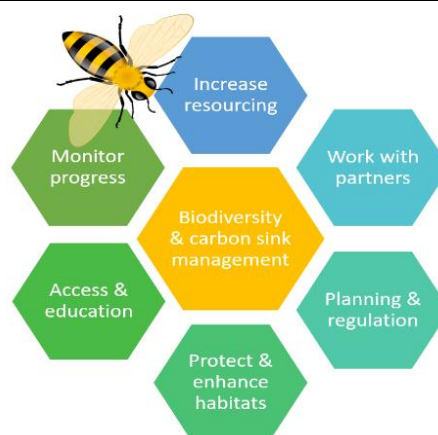 Increase
resourcing
Monitor
progress
Work with
partners
Biodiversity
& carbon sink
management
Access &
education
Planning &
regulation
Protect &
enhance
habitats